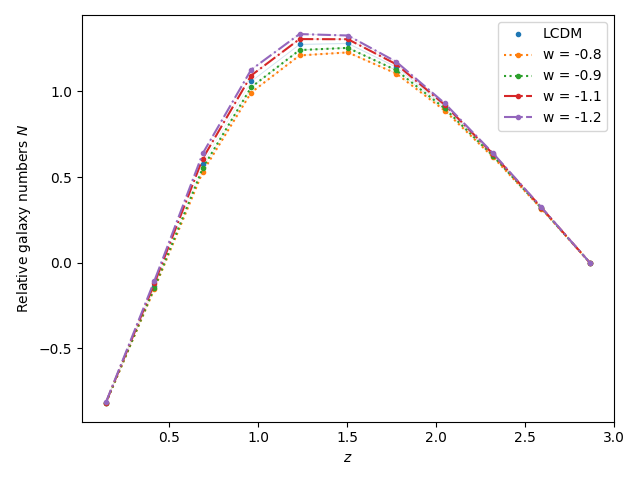 LCDM
w = -0.8
w = -0.9
w = -1.1
w = -1.2
1.0
0.5
0.0
−0.5
Relative galaxy numbers N
0.5 1.0 1.5 2.0 2.5 3.0
z